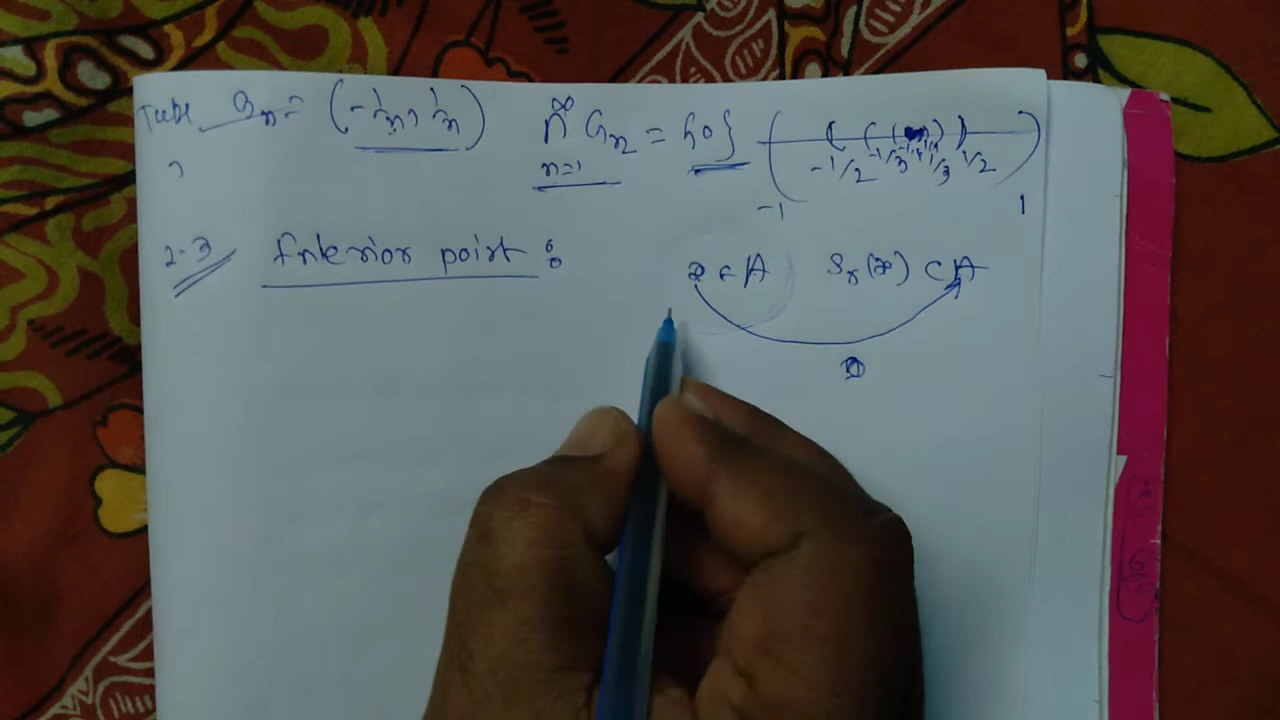 Take Gn = (-1/n, 1/n) ∩ Gn = {0}
∞
n=1
-1/2 -1/3 1/3 1/2
-1 1
2.3 Interior point : x ∈ A Sr(x) ⊂ A